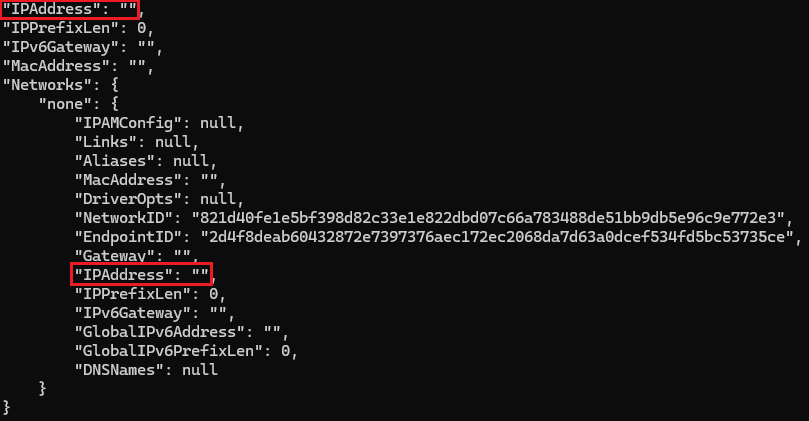 "IPAddress": "",
"IPPrefixLen": 0,
"IPv6Gateway": "",
"MacAddress": "",
"Networks": {
    "none": {
        "IPAMConfig": null,
        "Links": null,
        "Aliases": null,
        "MacAddress": "",
        "DriverOpts": null,
        "NetworkID": "821d40fe1e5bf398d82c33e1e822dbd07c66a783488de51bb9db5e96c9e772e3",
        "EndpointID": "2d4f8deab60432872e7397376aec172ec2068da7d63a0dcef534fd5bc53735ce",
        "Gateway": "",
        "IPAddress": "",
        "IPPrefixLen": 0,
        "IPv6Gateway": "",
        "GlobalIPv6Address": "",
        "GlobalIPv6PrefixLen": 0,
        "DNSNames": null
    }
}